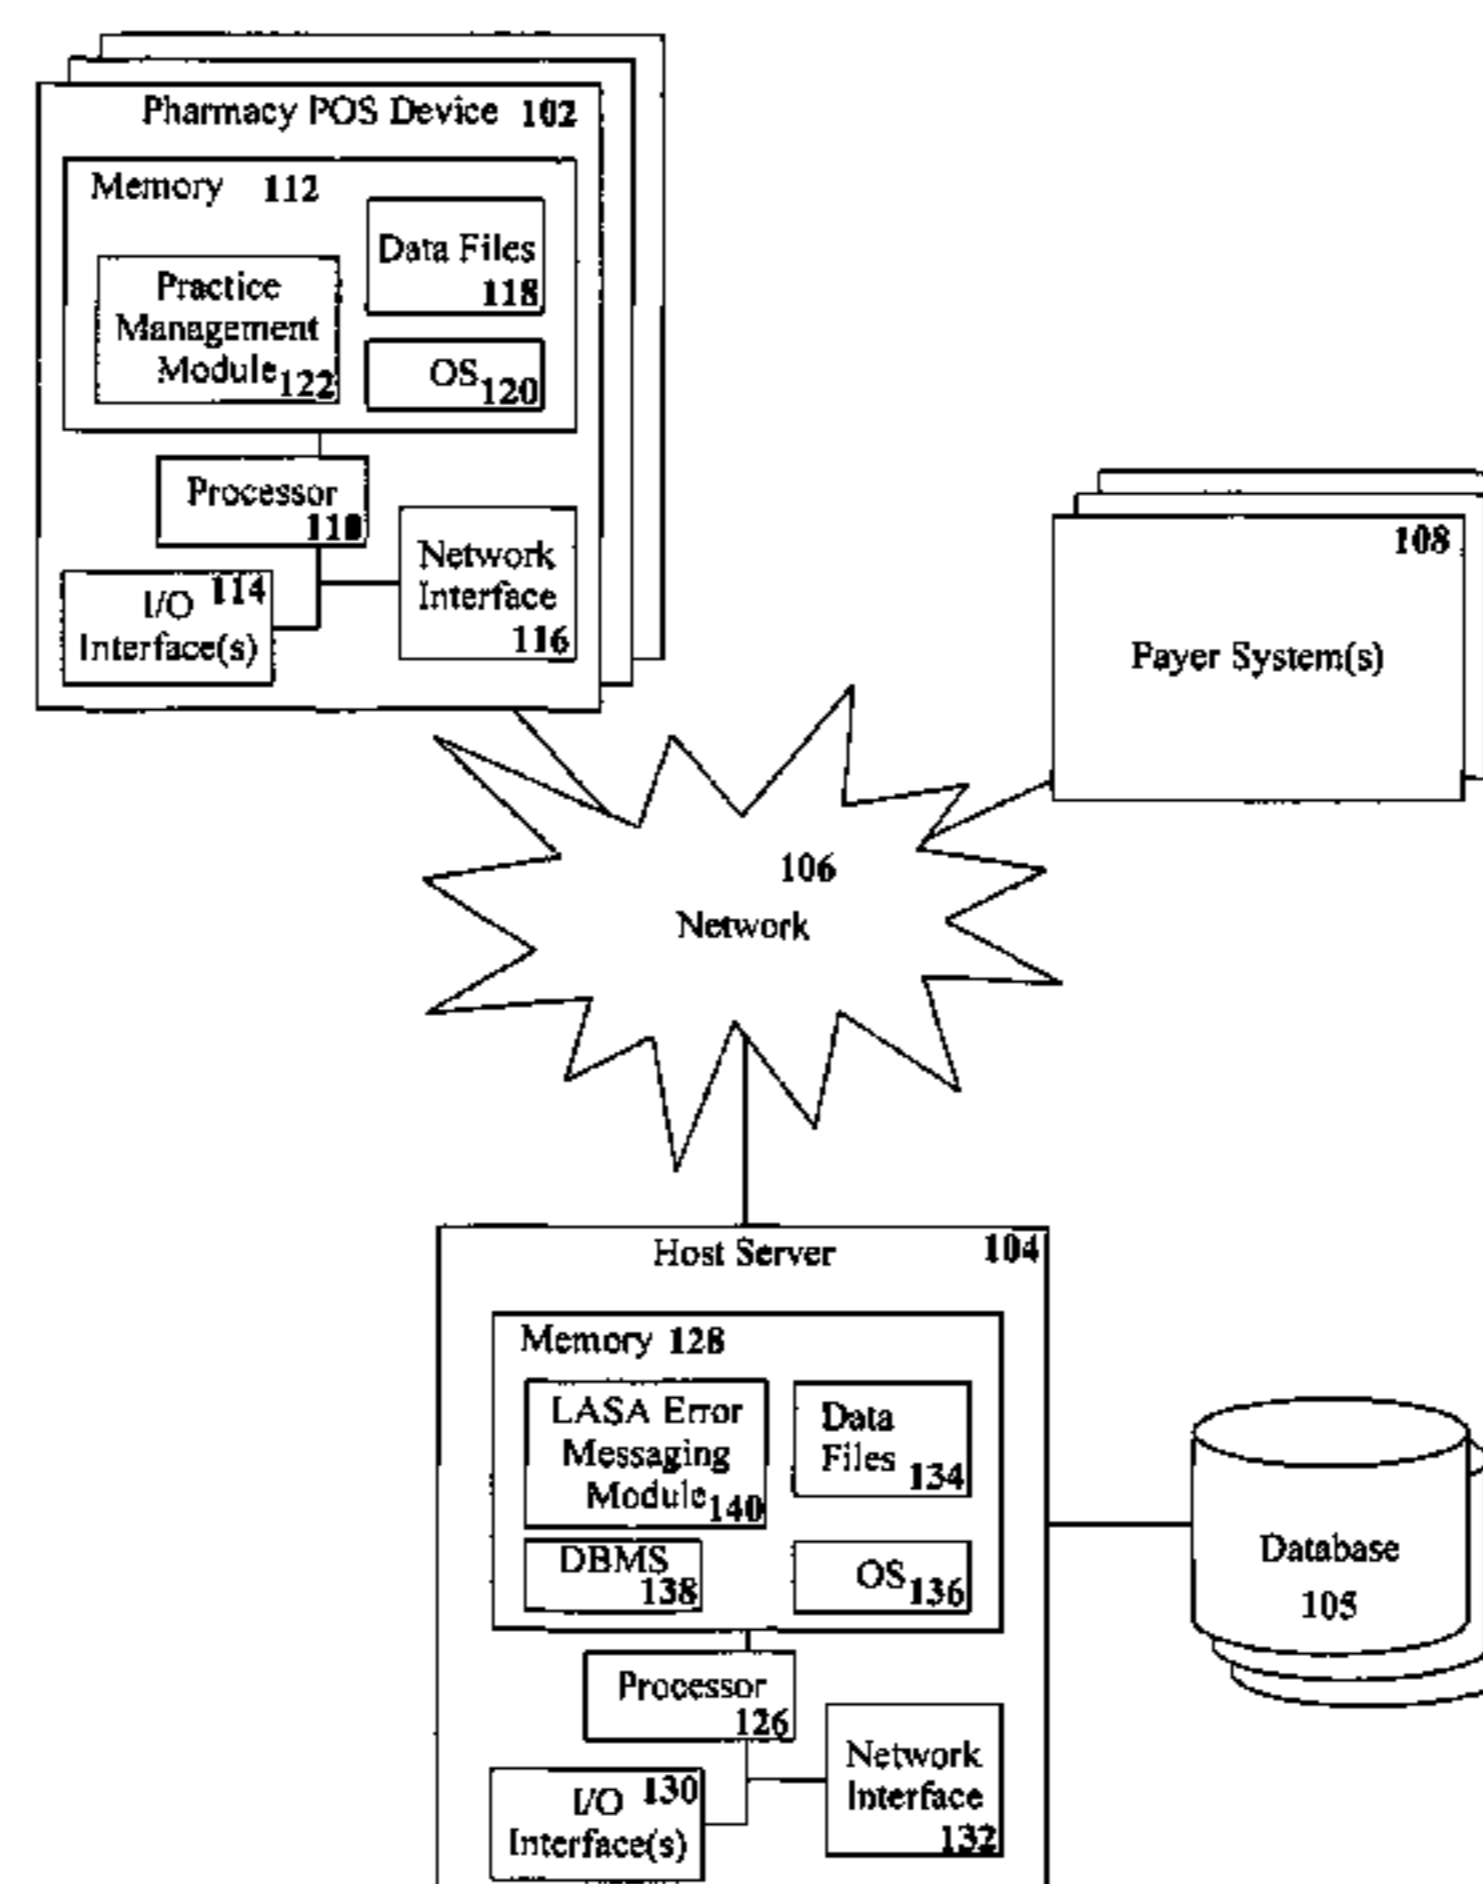 Pharmacy POS Device 102
Memory 112
Data Files
118
Practice
Management
Module 122
OS 120
Processor
110
Network
Interface
116
I/O 114
Interface(s)
108
Payer System(s)
106
Network
Host Server 104
Memory 128
LASA Error
Messaging
Module 140
Data
Files 134
DBMS
138
OS 136
Processor
126
Network
Interface
132
I/O 130
Interface(s)
Database
105